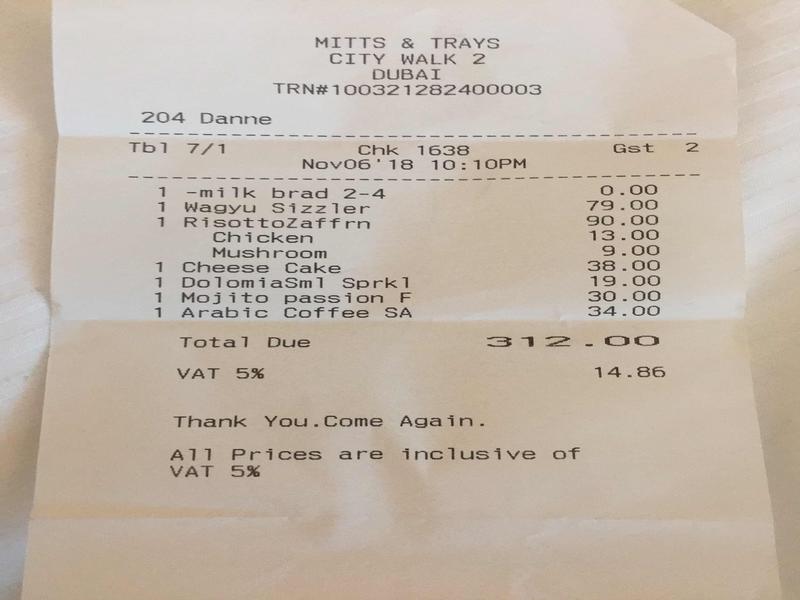 MITTS & TRAYS
CITY WALK 2
DUBAI
TRN#100321282400003
204 Danne
Tbl 7/1 Chk 1638 Gst 2
Nov06'18 10:10PM
1 -milk brad 2-4 0.00
1 Wagyu Sizzler 79.00
1 RisottoZaffrn 90.00
Chicken 13.00
Mushroom 9.00
1 Cheese Cake 38.00
1 DolomiaSml Sprkl 19.00
1 Mojito passion F 30.00
1 Arabic Coffee SA 34.00
Total Due 312.00
VAT 5% 14.86
Thank You.Come Again.
All Prices are inclusive of
VAT 5%